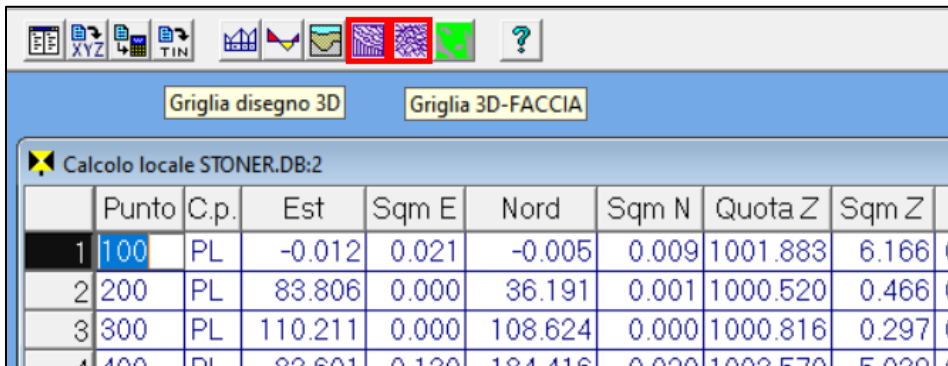 XYZ TIN ?
Griglia disegno 3D Griglia 3D-FACCIA
Calcolo locale STONER.DB:2
Punto C.p. Est Sqm E Nord Sqm N Quota Z Sqm Z
1 100 PL -0.012 0.021 -0.005 0.009 1001.883 6.166
2 200 PL 83.806 0.000 36.191 0.001 1000.520 0.466
3 300 PL 110.211 0.000 108.624 0.000 1000.816 0.297